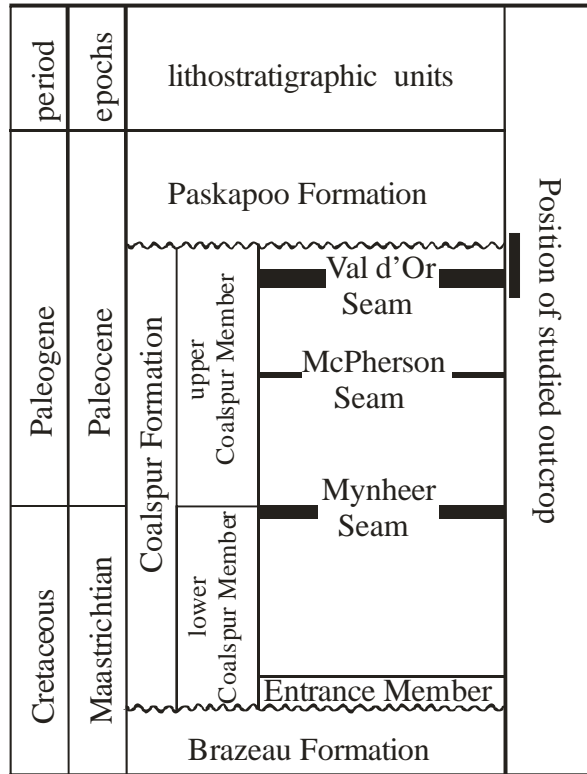 period
epochs
lithostratigraphic units
Position of studied outcrop
Paleogene
Paleocene
Cretaceous
Maastrichtian
Paskapoo Formation
Coalspur Formation
upper
Coalspur Member
lower
Coalspur Member
Val d’Or
Seam
McPherson
Seam
Mynheer
Seam
Entrance Member
Brazeau Formation